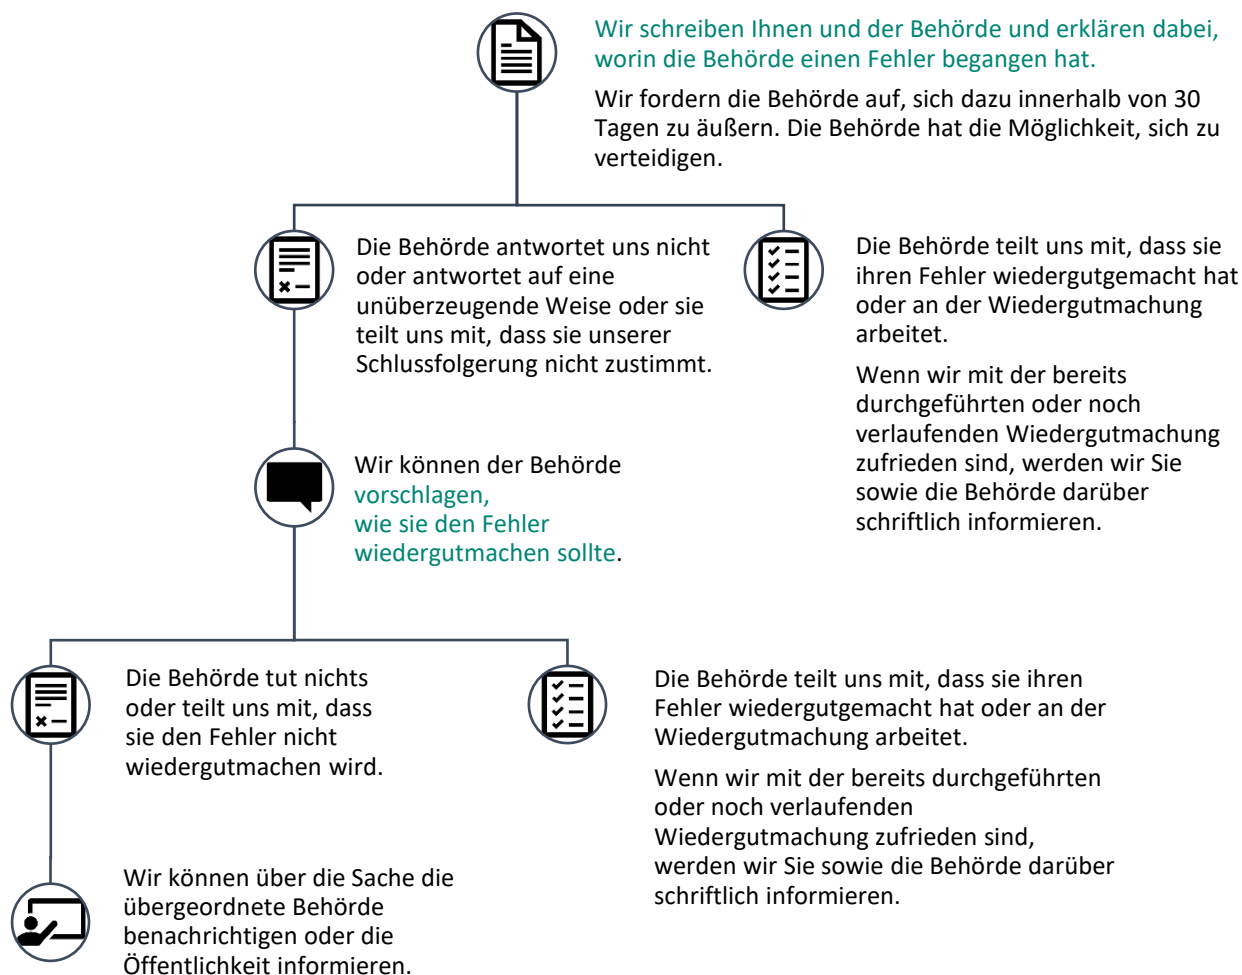 Wir schreiben Ihnen und der Behörde und erklären dabei,
worin die Behörde einen Fehler begangen hat.
Wir fordern die Behörde auf, sich dazu innerhalb von 30
Tagen zu äußern. Die Behörde hat die Möglichkeit, sich zu
verteidigen.
Die Behörde antwortet uns nicht
oder antwortet auf eine
unüberzeugende Weise oder sie
teilt uns mit, dass sie unserer
Schlussfolgerung nicht zustimmt.
Die Behörde teilt uns mit, dass sie
ihren Fehler wiedergutgemacht hat
oder an der Wiedergutmachung
arbeitet.
Wenn wir mit der bereits
durchgeführten oder noch
verlaufenden Wiedergutmachung
zufrieden sind, werden wir Sie
sowie die Behörde darüber
schriftlich informieren.
Wir können der Behörde
vorschlagen,
wie sie den Fehler
wiedergutmachen sollte.
Die Behörde tut nichts
oder teilt uns mit, dass
sie den Fehler nicht
wiedergutmachen wird.
Die Behörde teilt uns mit, dass sie ihren
Fehler wiedergutgemacht hat oder an der
Wiedergutmachung arbeitet.
Wenn wir mit der bereits durchgeführten
oder noch verlaufenden
Wiedergutmachung zufrieden sind,
werden wir Sie sowie die Behörde darüber
schriftlich informieren.
Wir können über die Sache die
übergeordnete Behörde
benachrichtigen oder die
Öffentlichkeit informieren.